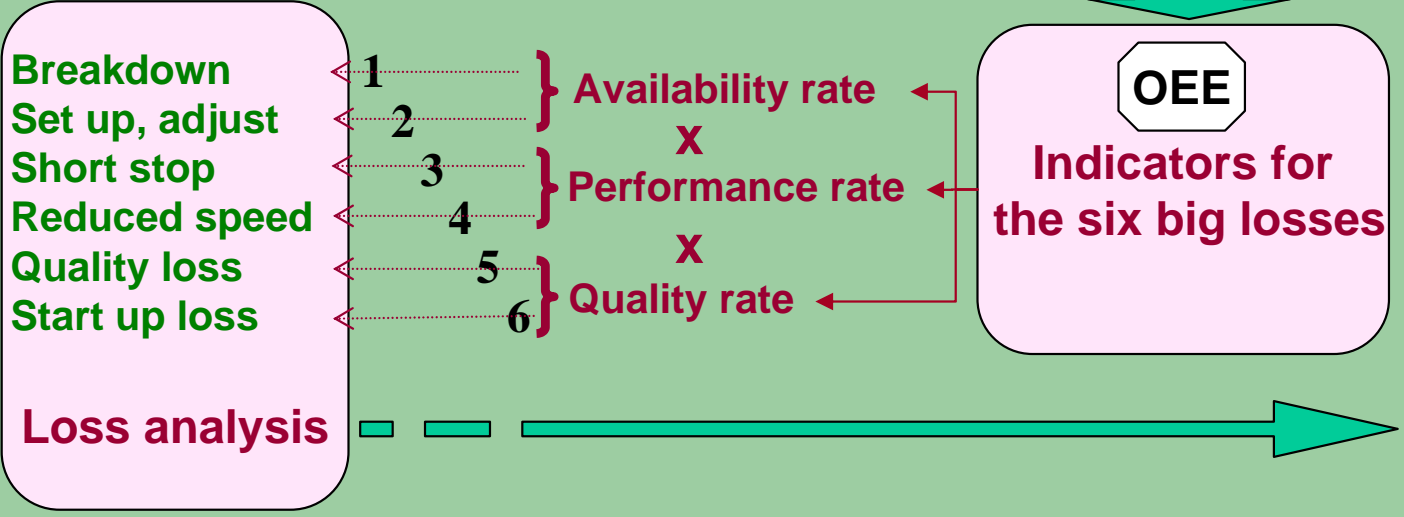 Breakdown
Set up, adjust
Short stop
Reduced speed
Quality loss
Start up loss
Loss analysis
1
2
3
4
5
6
Availability rate
x
Performance rate
x
Quality rate
OEE
Indicators for
the six big losses